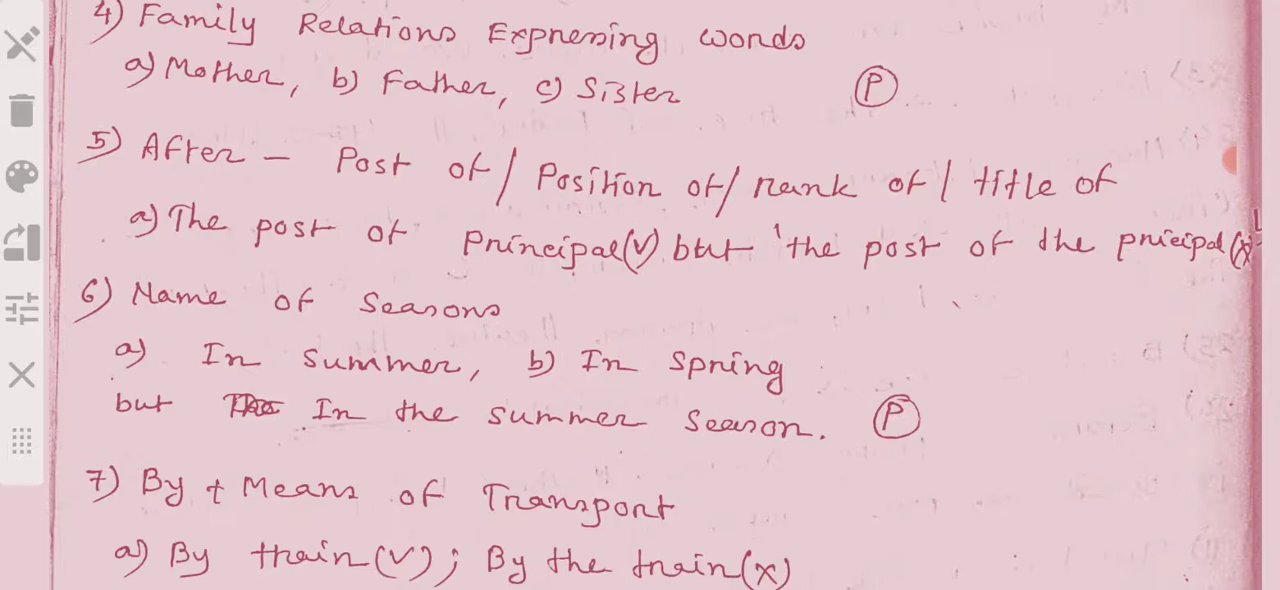 4) Family Relations Expressing words
a) Mother, b) Father, c) Sister (P)
5) After - Post of / Position of / rank of / title of
a) The post of Principal (✓) but 'the post of the pricipal (x)
6) Name of Seasons
a) In summer, b) In Spring
but In the summer Season. (P)
7) By + Means of Transport
a) By train (✓); By the train (x)